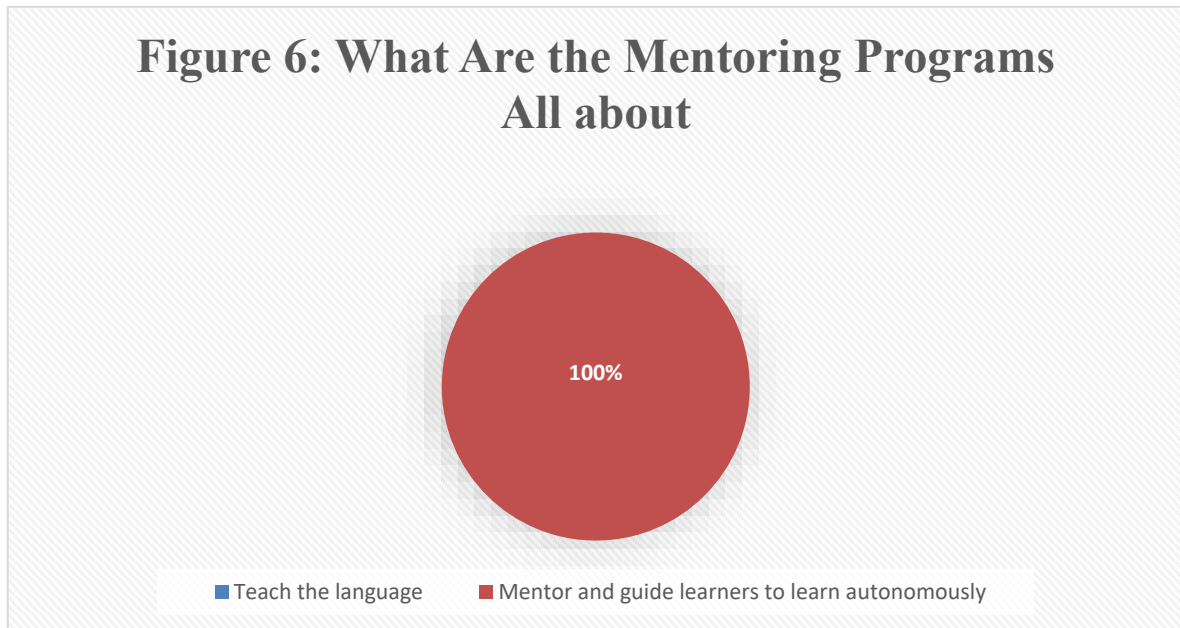 Figure 6: What Are the Mentoring Programs
All about
100%
Teach the language
Mentor and guide learners to learn autonomously